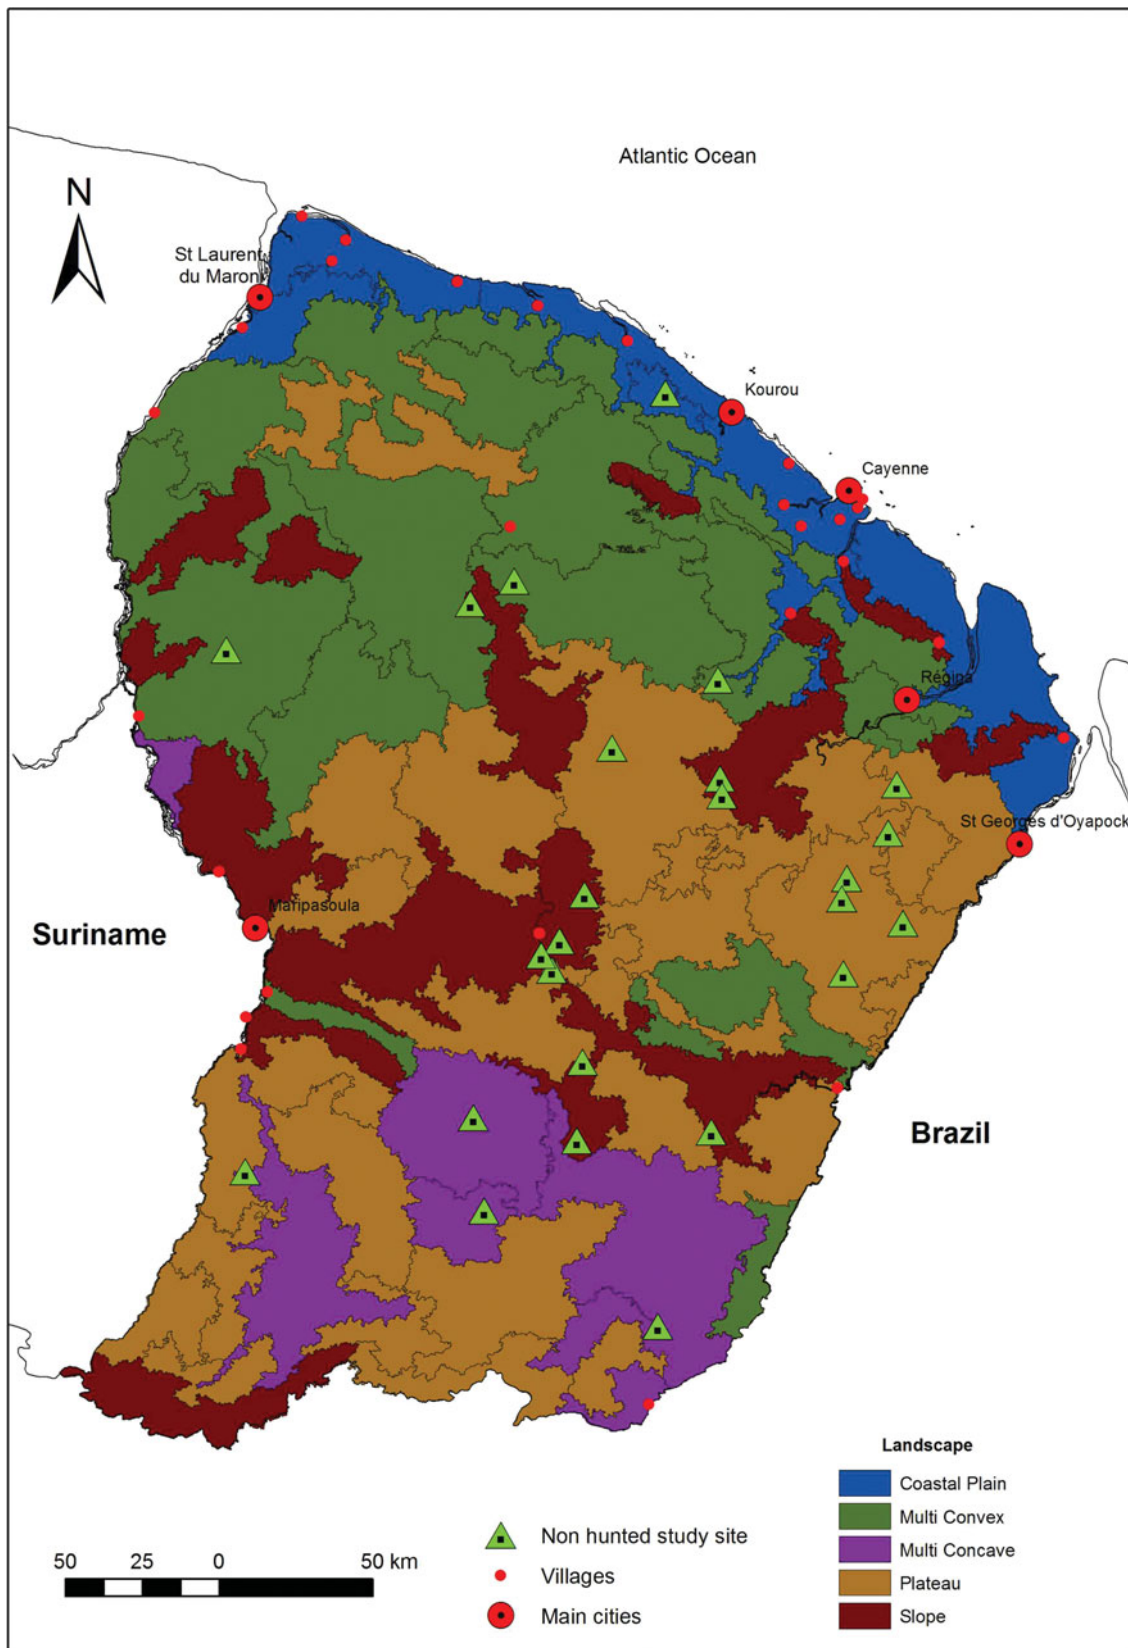 Atlantic Ocean
N
St Laurent
du Maroni
Kourou
Cayenne
Régina
St Georges d'Oyapock
Maripasoula
Suriname
Brazil
Landscape
Coastal Plain
Multi Convex
Multi Concave
Plateau
Slope
Non hunted study site
Villages
Main cities
50 25 0 50 km